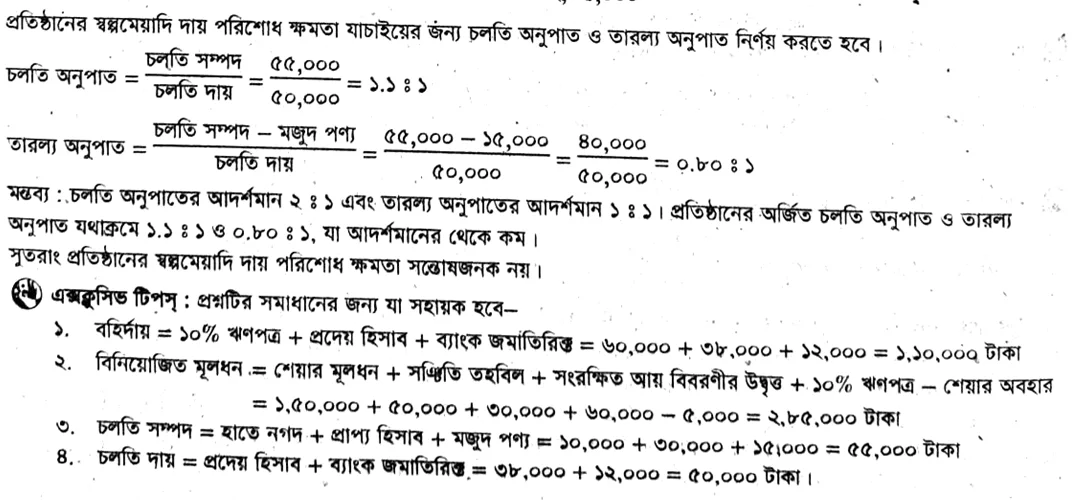 প্রতিষ্ঠানের স্বল্পমেয়াদি দায় পরিশোধ ক্ষমতা যাচাইয়ের জন্য চলতি অনুপাত ও তারল্য অনুপাত নির্ণয় করতে হবে।
চলতি অনুপাত = চলতি সম্পদ / চলতি দায় = ৫৫,০০০ / ৫০,০০০ = ১.১ ঃ ১
তারল্য অনুপাত = চলতি সম্পদ − মজুদ পণ্য / চলতি দায় = ৫৫,০০০ − ১৫,০০০ / ৫০,০০০ = ৪০,০০০ / ৫০,০০০ = ০.৮০ ঃ ১
মন্তব্য : চলতি অনুপাতের আদর্শমান ২ ঃ ১ এবং তারল্য অনুপাতের আদর্শমান ১ ঃ ১। প্রতিষ্ঠানের অর্জিত চলতি অনুপাত ও তারল্য
অনুপাত যথাক্রমে ১.১ ঃ ১ ও ০.৮০ ঃ ১, যা আদর্শমানের থেকে কম।
সুতরাং প্রতিষ্ঠানের স্বল্পমেয়াদি দায় পরিশোধ ক্ষমতা সন্তোষজনক নয়।
এক্সক্লুসিভ টিপস্ : প্রশ্নটির সমাধানের জন্য যা সহায়ক হবে—
১. বহির্দায় = ১০% ঋণপত্র + প্রদেয় হিসাব + ব্যাংক জমাতিরিক্ত = ৬০,০০০ + ৩৮,০০০ + ১২,০০০ = ১,১০,০০০ টাকা
২. বিনিয়োজিত মূলধন = শেয়ার মূলধন + সঞ্চিতি তহবিল + সংরক্ষিত আয় বিবরণীর উদ্বৃত্ত + ১০% ঋণপত্র − শেয়ার অবহার
= ১,৫০,০০০ + ৫০,০০০ + ৩০,০০০ + ৬০,০০০ − ৫,০০০ = ২,৮৫,০০০ টাকা
৩. চলতি সম্পদ = হাতে নগদ + প্রাপ্য হিসাব + মজুদ পণ্য = ১০,০০০ + ৩০,০০০ + ১৫,০০০ = ৫৫,০০০ টাকা
৪. চলতি দায় = প্রদেয় হিসাব + ব্যাংক জমাতিরিক্ত = ৩৮,০০০ + ১২,০০০ = ৫০,০০০ টাকা।